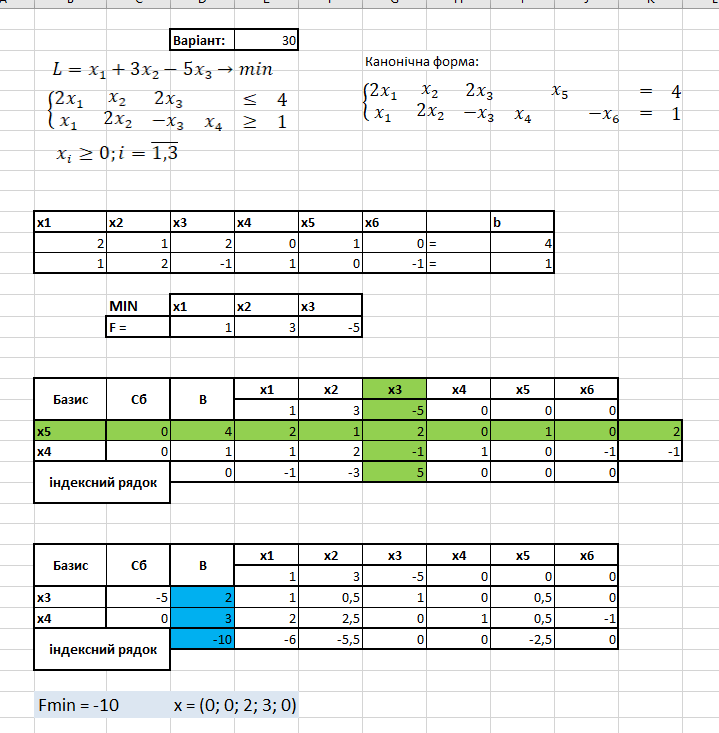 A B C D E F G H I J K L
Варіант: 30
L = x₁ + 3x₂ − 5x₃ → min
Канонічна форма:
{2x₁ x₂ 2x₃ ≤ 4
x₁ 2x₂ −x₃ x₄ ≥ 1
{2x₁ x₂ 2x₃ x₅ = 4
x₁ 2x₂ −x₃ x₄ −x₆ = 1
xᵢ ≥ 0; i = 1,3
x1 x2 x3 x4 x5 x6 b
2 1 2 0 1 0 = 4
1 2 -1 1 0 -1 = 1
MIN x1 x2 x3
F = 1 3 -5
Базис Сб В x1 x2 x3 x4 x5 x6
1 3 -5 0 0 0
x5 0 4 2 1 2 0 1 0 2
x4 0 1 1 2 -1 1 0 -1 -1
індексний рядок 0 -1 -3 5 0 0 0
Базис Сб В x1 x2 x3 x4 x5 x6
1 3 -5 0 0 0
x3 -5 2 1 0,5 1 0 0,5 0
x4 0 3 2 2,5 0 1 0,5 -1
індексний рядок -10 -6 -5,5 0 0 -2,5 0
Fmin = -10 x = (0; 0; 2; 3; 0)